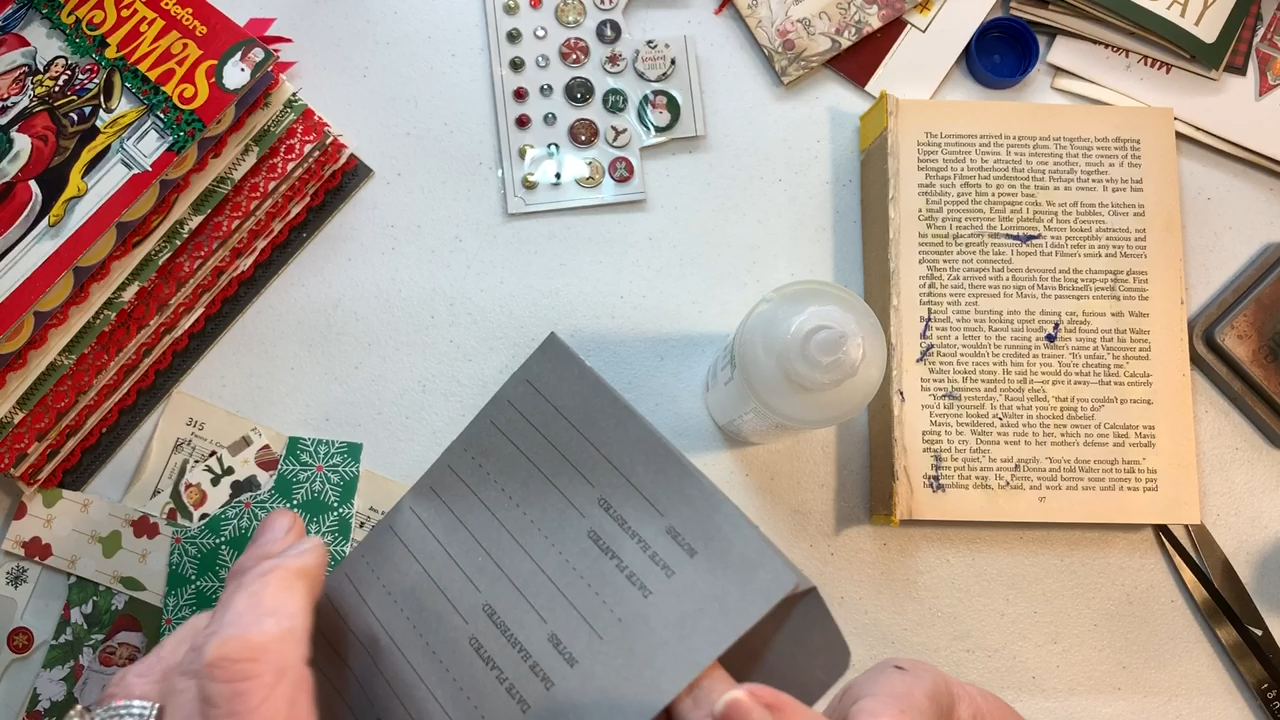 Before
CHRISTMAS
season
JOLLY
joy
DAY
MAY YOU
The Lorrimores arrived in a group and sat together, both offspring
looking mutinous and the parents glum. The Youngs were with the
Upper Gumtree Unwins. It was interesting that the owners of the
horses tended to be attracted to one another, much as if they
belonged to a brotherhood that clung naturally together.
Perhaps Filmer had understood that. Perhaps that was why he had
made such efforts to go on the train as an owner. It gave him
credibility, gave him a power base.
Emil popped the champagne corks. We set off from the kitchen in
a small procession, Emil and I pouring the bubbles, Oliver and
Cathy giving everyone little platefuls of hors d'oeuvres.
When I reached the Lorrimores, Mercer looked abstracted, not
his usual placatory self. And he was perceptibly anxious and
seemed to be greatly reassured when I didn't refer in any way to our
encounter above the lake. I hoped that Filmer's smirk and Mercer's
gloom were not connected.
When the canapés had been devoured and the champagne glasses
refilled, Zak arrived with a flourish for the long wrap-up scene. First
of all, he said, there was no sign of Mavis Bricknell's jewels. Commis-
erations were expressed for Mavis, the passengers entering into the
fantasy with zest.
Raoul came bursting into the dining car, furious with Walter
Bricknell, who was looking upset enough already.
It was too much, Raoul said loudly. He had found out that Walter
had sent a letter to the racing authorities saying that his horse,
Calculator, wouldn't be running in Walter's name at Vancouver and
that Raoul wouldn't be credited as trainer. "It's unfair," he shouted.
"I've won five races with him for you. You're cheating me."
Walter looked stony. He said he would do what he liked. Calcula-
tor was his. If he wanted to sell it—or give it away—that was entirely
his own business and nobody else's.
"You said yesterday," Raoul yelled, "that if you couldn't go racing,
you'd kill yourself. Is that what you're going to do?"
Everyone looked at Walter in shocked disbelief.
Mavis, bewildered, asked who the new owner of Calculator was
going to be. Walter was rude to her, which no one liked. Mavis
began to cry. Donna went to her mother's defense and verbally
attacked her father.
"You be quiet," he said angrily. "You've done enough harm."
Pierre put his arm around Donna and told Walter not to talk to his
daughter that way. He, Pierre, would borrow some money to pay
his gambling debts, he said, and work and save until it was paid
97
315
NOTES:
DATE HARVESTED:
DATE PLANTED:
NOTES:
DATE HARVESTED:
DATE PLANTED: